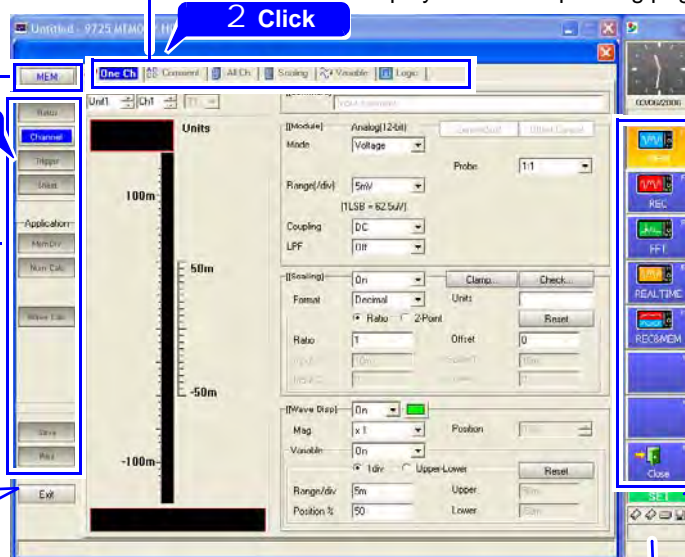 2 Click
Untitled - 9725 MEMORY HI
MEM
One Ch Comment All Ch Scaling Variable Logic
Unit1 Ch1
Status
Channel
Trigger
Application
Num Calc
Wave Calc
Save
Print
Exit
Units
100m
50m
-50m
-100m
[Module] Analog(12-bit)
Mode Voltage
Probe 1:1
Range(/div) 5mV
(1LSB = 62.5uV)
Coupling DC
LPF Off
[Scaling] On Clamp... Check...
Format Decimal Units
Ratio 2-Point Reset
Ratio 1 Offset 0
[Wave Disp] On
Mag x1 Position
Variable On
1div Upper-Lower Reset
Range/div 5m Upper
Position % 50 Lower
03/06/2006
REC
FFT
REALTIME
REC&MEM
Close
SET